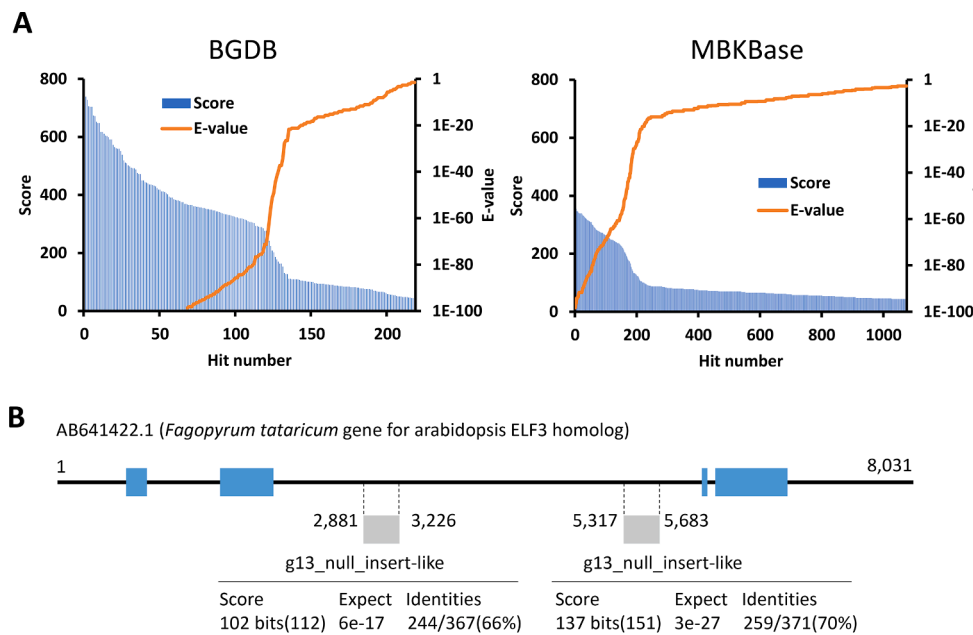 A
BGDB
MBKBase
800
600
400
200
0
Score
Score
E-value
1
1E-20
1E-40
1E-60
1E-80
1E-100
E-value
0
50
100
150
200
Hit number
800
600
400
200
0
Score
Score
E-value
1
1E-20
1E-40
1E-60
1E-80
1E-100
0
200
400
600
800
1000
Hit number
B
AB641422.1 (Fagopyrum tataricum gene for arabidopsis ELF3 homolog)
1
8,031
2,881
3,226
5,317
5,683
g13_null_insert-like
g13_null_insert-like
Score Expect Identities
102 bits(112) 6e-17 244/367(66%)
Score Expect Identities
137 bits(151) 3e-27 259/371(70%)